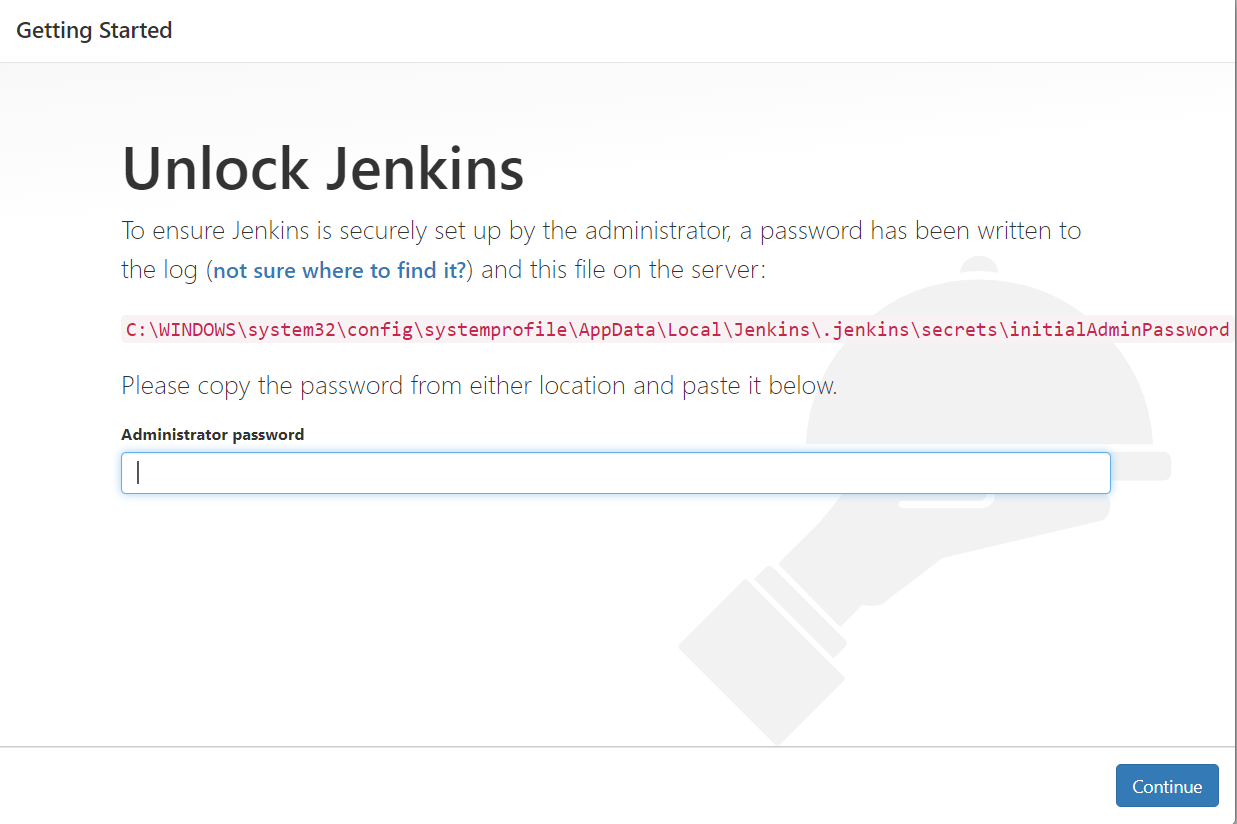 Getting Started
Unlock Jenkins
To ensure Jenkins is securely set up by the administrator, a password has been written to
the log (not sure where to find it?) and this file on the server:
C:\WINDOWS\system32\config\systemprofile\AppData\Local\Jenkins\.jenkins\secrets\initialAdminPassword
Please copy the password from either location and paste it below.
Administrator password
Continue